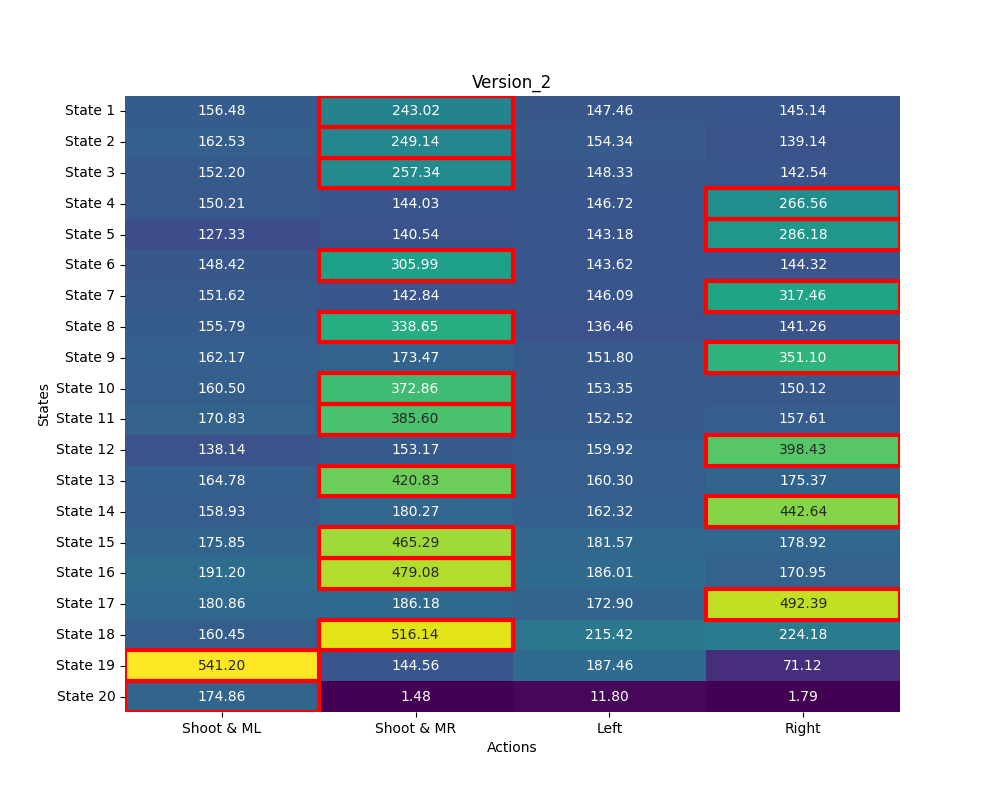 Version_2
State 1 156.48 243.02 147.46 145.14
State 2 162.53 249.14 154.34 139.14
State 3 152.20 257.34 148.33 142.54
State 4 150.21 144.03 146.72 266.56
State 5 127.33 140.54 143.18 286.18
State 6 148.42 305.99 143.62 144.32
State 7 151.62 142.84 146.09 317.46
State 8 155.79 338.65 136.46 141.26
State 9 162.17 173.47 151.80 351.10
State 10 160.50 372.86 153.35 150.12
State 11 170.83 385.60 152.52 157.61
State 12 138.14 153.17 159.92 398.43
State 13 164.78 420.83 160.30 175.37
State 14 158.93 180.27 162.32 442.64
State 15 175.85 465.29 181.57 178.92
State 16 191.20 479.08 186.01 170.95
State 17 180.86 186.18 172.90 492.39
State 18 160.45 516.14 215.42 224.18
State 19 541.20 144.56 187.46 71.12
State 20 174.86 1.48 11.80 1.79
States
Shoot & ML Shoot & MR Left Right
Actions